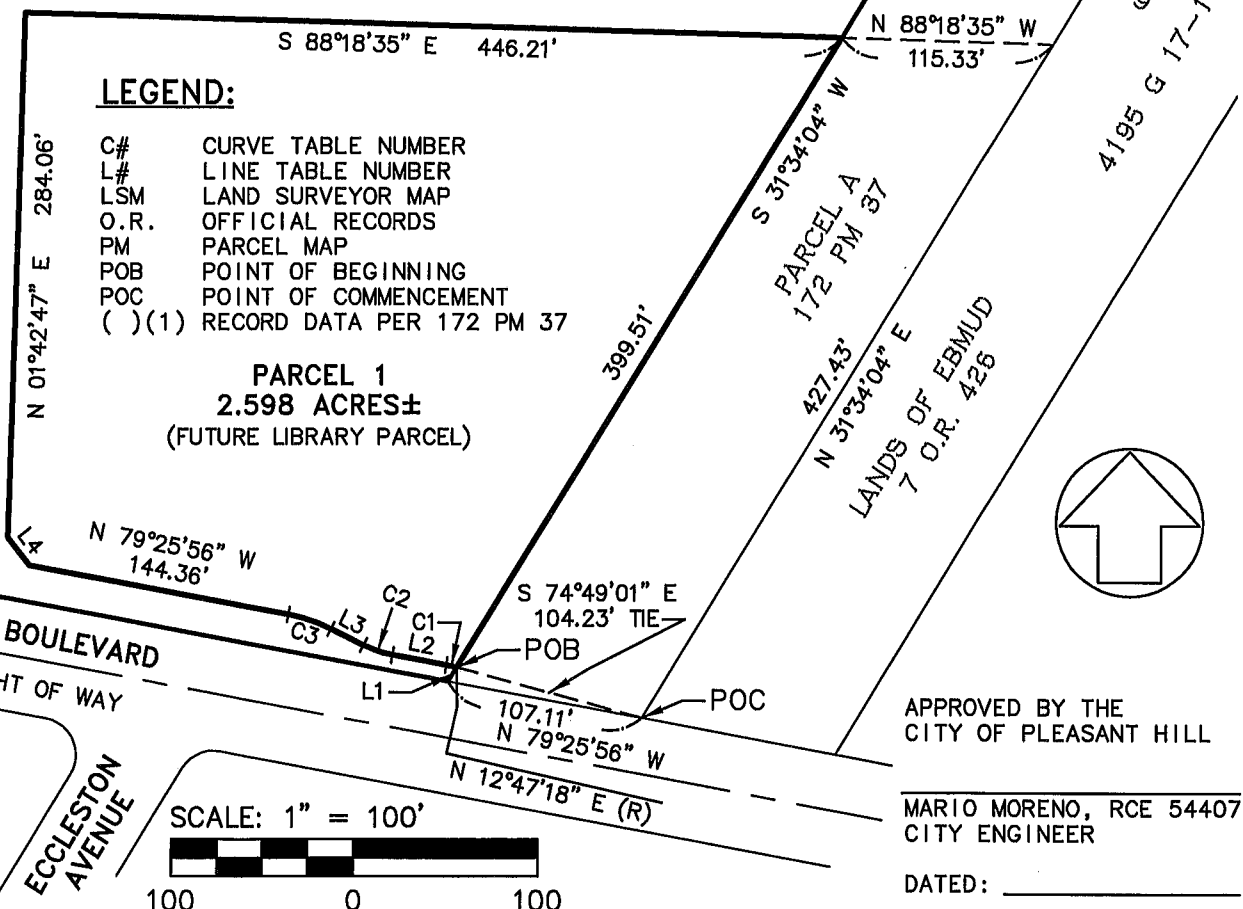 S 88°18'35" E 446.21'
N 88°18'35" W
115.33'
4195 G 17-1
LEGEND:
C# CURVE TABLE NUMBER
L# LINE TABLE NUMBER
LSM LAND SURVEYOR MAP
O.R. OFFICIAL RECORDS
PM PARCEL MAP
POB POINT OF BEGINNING
POC POINT OF COMMENCEMENT
( )(1) RECORD DATA PER 172 PM 37
N 01°42'47" E 284.06'
PARCEL 1
2.598 ACRES±
(FUTURE LIBRARY PARCEL)
S 31°34'04" W
399.51'
PARCEL A
172 PM 37
427.43'
N 31°34'04" E
LANDS OF EBMUD
7 O.R. 426
L4
N 79°25'56" W
144.36'
C3
L3
C2
C1
L2
L1
S 74°49'01" E
104.23' TIE
POB
POC
107.11'
N 79°25'56" W
N 12°47'18" E (R)
BOULEVARD
HT OF WAY
ECCLESTON
AVENUE
SCALE: 1" = 100'
100 0 100
APPROVED BY THE
CITY OF PLEASANT HILL
MARIO MORENO, RCE 54407
CITY ENGINEER
DATED: